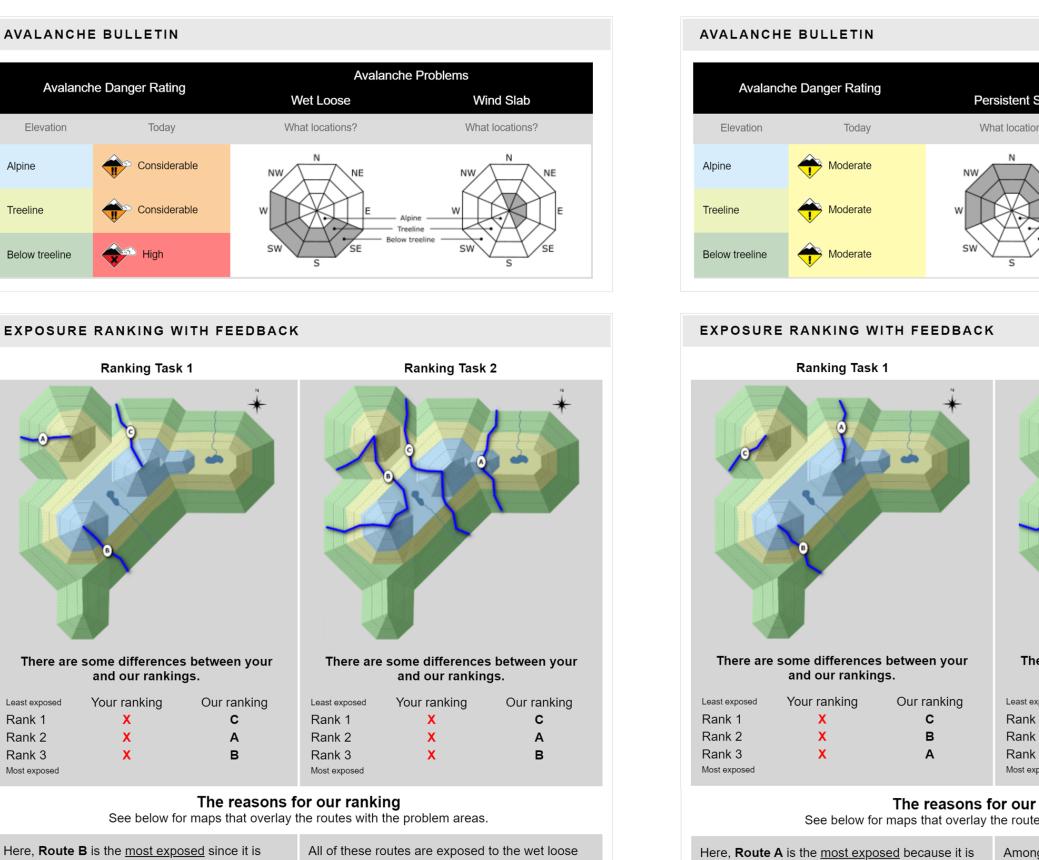 AVALANCHE BULLETIN
Avalanche Danger Rating
Avalanche Problems
Wet Loose
Wind Slab
Elevation
Today
What locations?
What locations?
Alpine
Considerable
Treeline
Considerable
Below treeline
High
N
NW
NE
W
E
SW
SE
S
Alpine
Treeline
Below treeline
N
NW
NE
W
E
SW
SE
S
EXPOSURE RANKING WITH FEEDBACK
Ranking Task 1
Ranking Task 2
A
C
B
C
B
A
There are some differences between your
and our rankings.
Least exposed
Your ranking
Our ranking
Rank 1
X
C
Rank 2
X
A
Rank 3
X
B
Most exposed
There are some differences between your
and our rankings.
Least exposed
Your ranking
Our ranking
Rank 1
X
C
Rank 2
X
A
Rank 3
X
B
Most exposed
The reasons for our ranking
See below for maps that overlay the routes with the problem areas.
Here, Route B is the most exposed since it is
All of these routes are exposed to the wet loose
AVALANCHE BULLETIN
Avalanche Danger Rating
Persistent S
Elevation
Today
What location
Alpine
Moderate
Treeline
Moderate
Below treeline
Moderate
N
NW
W
SW
S
EXPOSURE RANKING WITH FEEDBACK
Ranking Task 1
A
C
B
There are some differences between your
and our rankings.
Least exposed
Your ranking
Our ranking
Rank 1
X
C
Rank 2
X
B
Rank 3
X
A
Most exposed
The
Least ex
Rank
Rank
Rank
Most exp
The reasons for our
See below for maps that overlay the route
Here, Route A is the most exposed because it is
Among